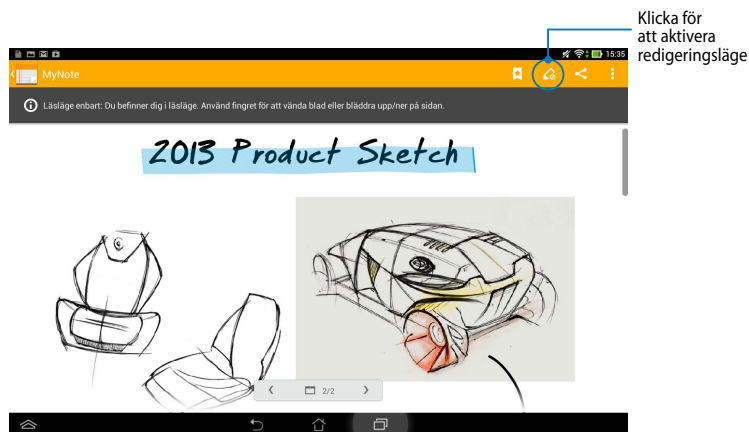 Klicka för
att aktivera
redigeringsläge
15:35
MyNote
Läsläge enbart: Du befinner dig i läsläge. Använd fingret för att vända blad eller bläddra upp/ner på sidan.
2013 Product Sketch
2/2